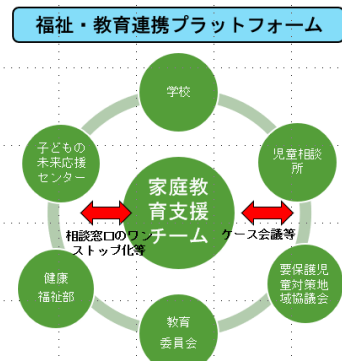 福祉・教育連携プラットフォーム
学校
子どもの
未来応援
センター
児童相談
所
家庭教
育支援
チーム
相談窓口のワン
ストップ化等
ケース会議等
健康
福祉部
要保護児
童対策地
域協議会
教育
委員会